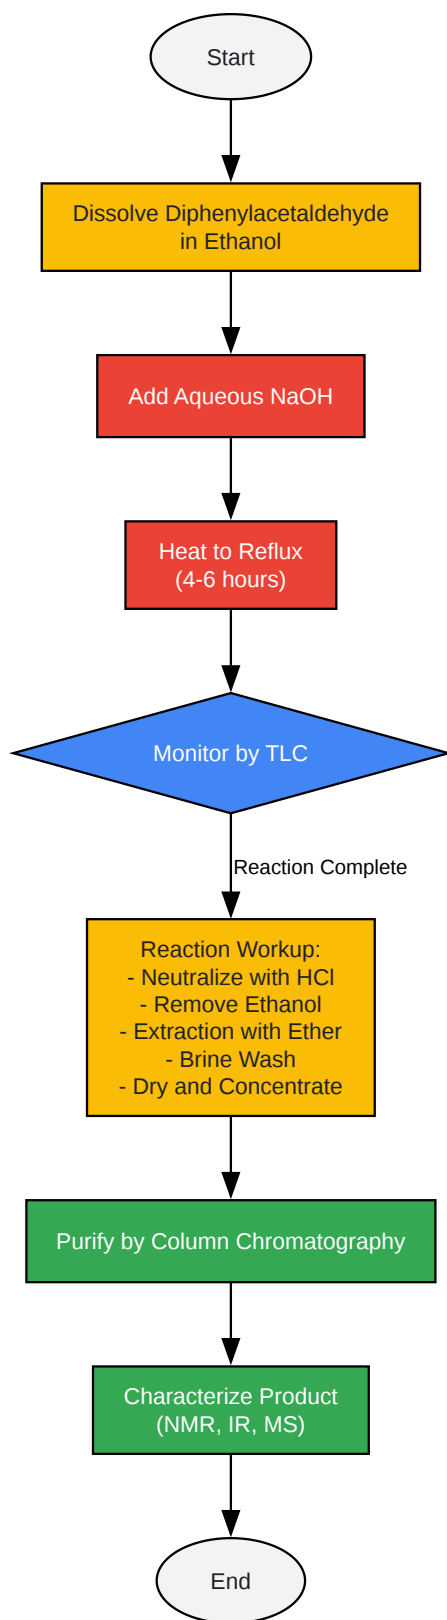 Start
Dissolve Diphenylacetaldehyde
in Ethanol
Add Aqueous NaOH
Heat to Reflux
(4-6 hours)
Monitor by TLC
Reaction Complete
Reaction Workup:
- Neutralize with HCl
- Remove Ethanol
- Extraction with Ether
- Brine Wash
- Dry and Concentrate
Purify by Column Chromatography
Characterize Product
(NMR, IR, MS)
End